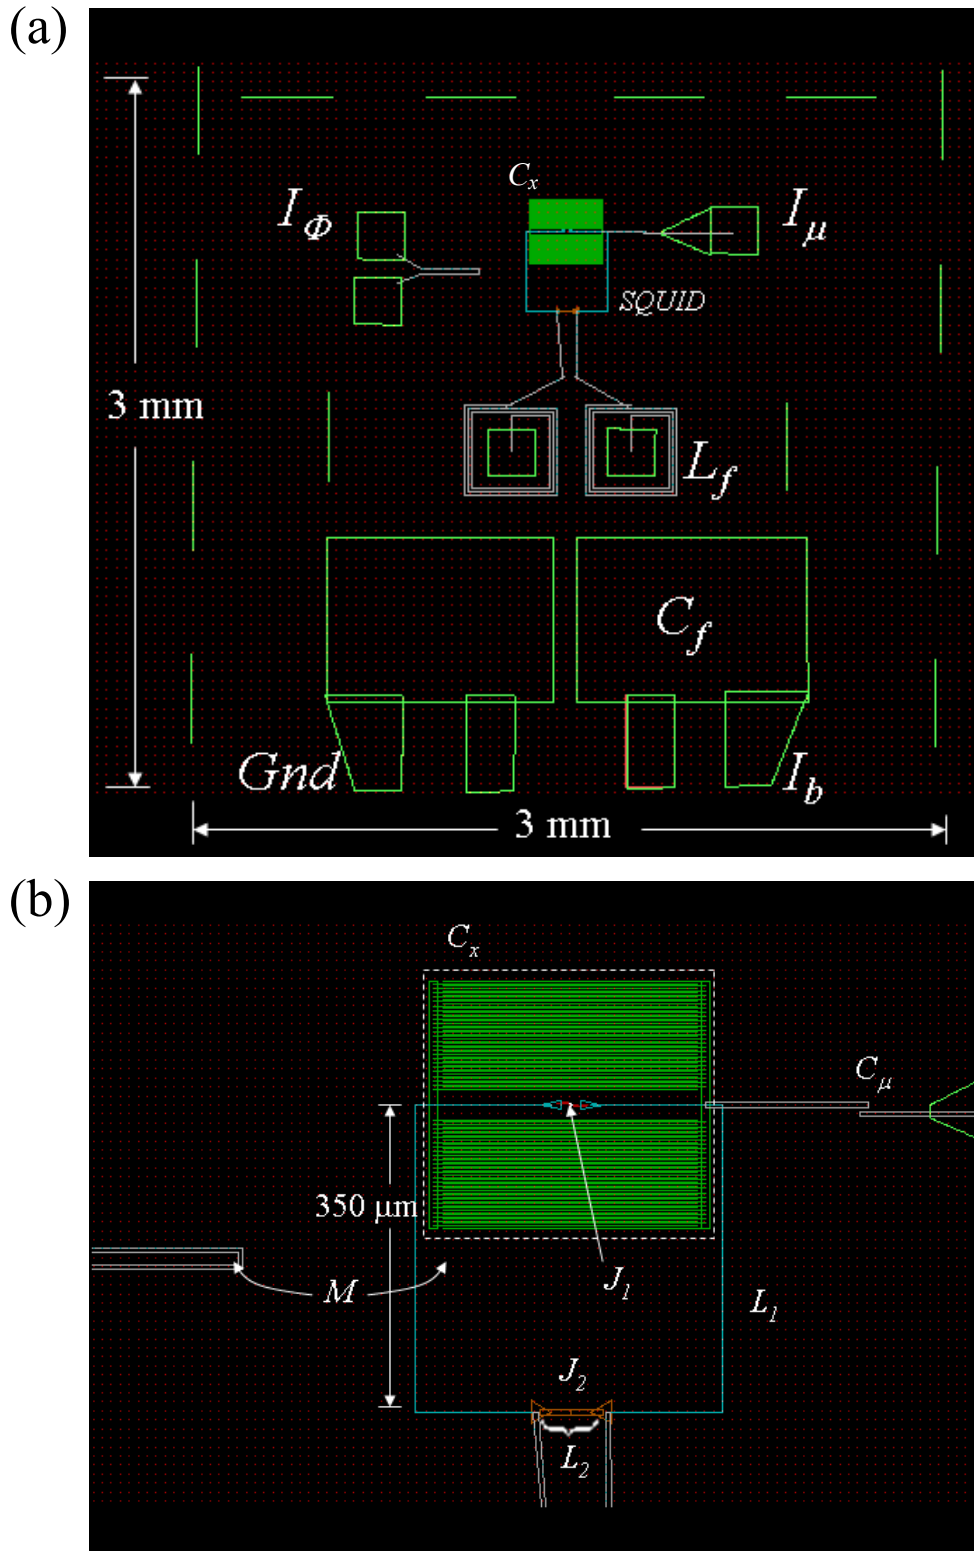 (a)
C_x
I_Φ
I_μ
SQUID
3 mm
L_f
C_f
Gnd
I_b
3 mm
(b)
C_x
C_μ
350 μm
M
J_1
L_1
J_2
L_2